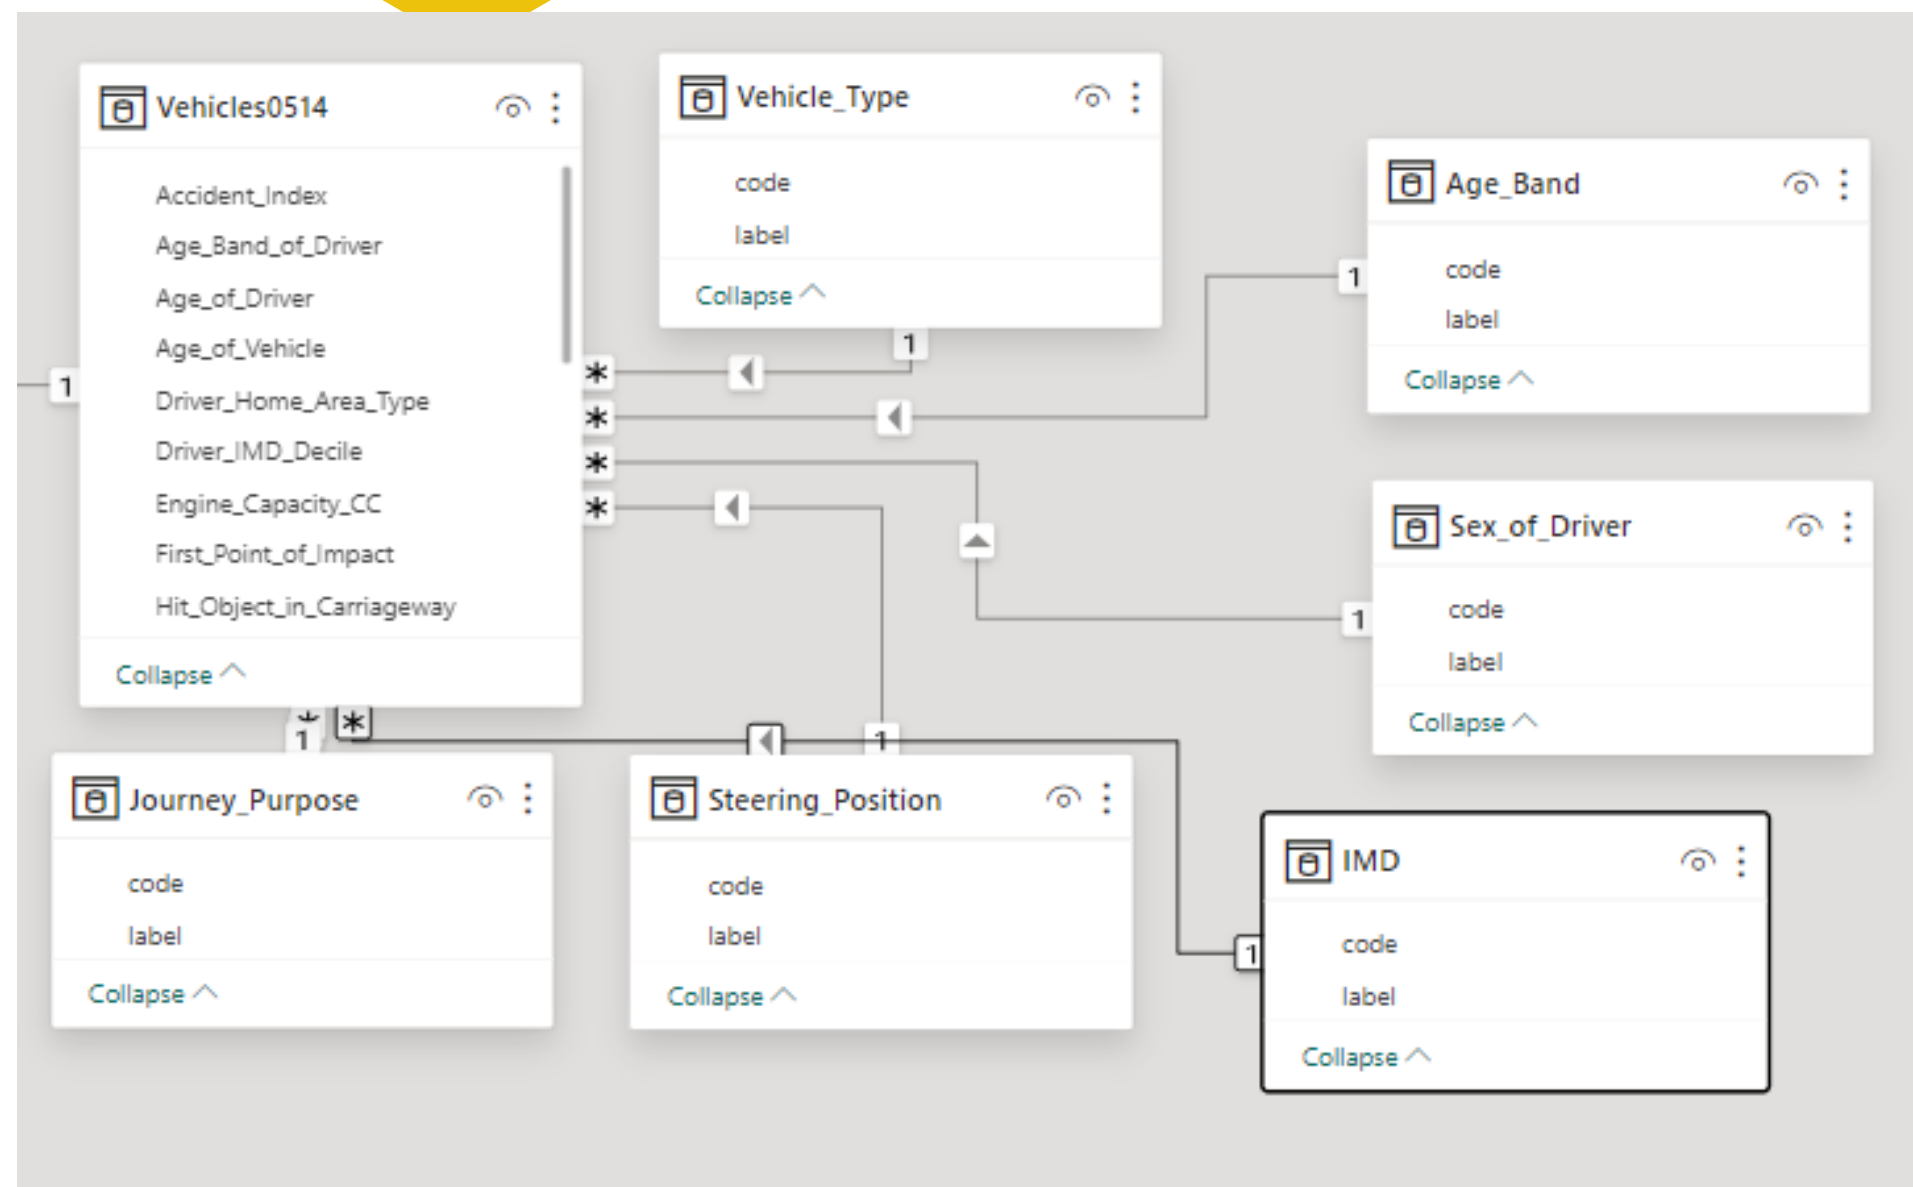 Vehicles0514
Accident_Index
Age_Band_of_Driver
Age_of_Driver
Age_of_Vehicle
Driver_Home_Area_Type
Driver_IMD_Decile
Engine_Capacity_CC
First_Point_of_Impact
Hit_Object_in_Carriageway
Collapse
1
Vehicle_Type
code
label
Collapse
1
*
*
*
*
Age_Band
code
label
Collapse
1
Sex_of_Driver
code
label
Collapse
1
* *
1
1
Journey_Purpose
code
label
Collapse
Steering_Position
code
label
Collapse
IMD
code
label
Collapse
1